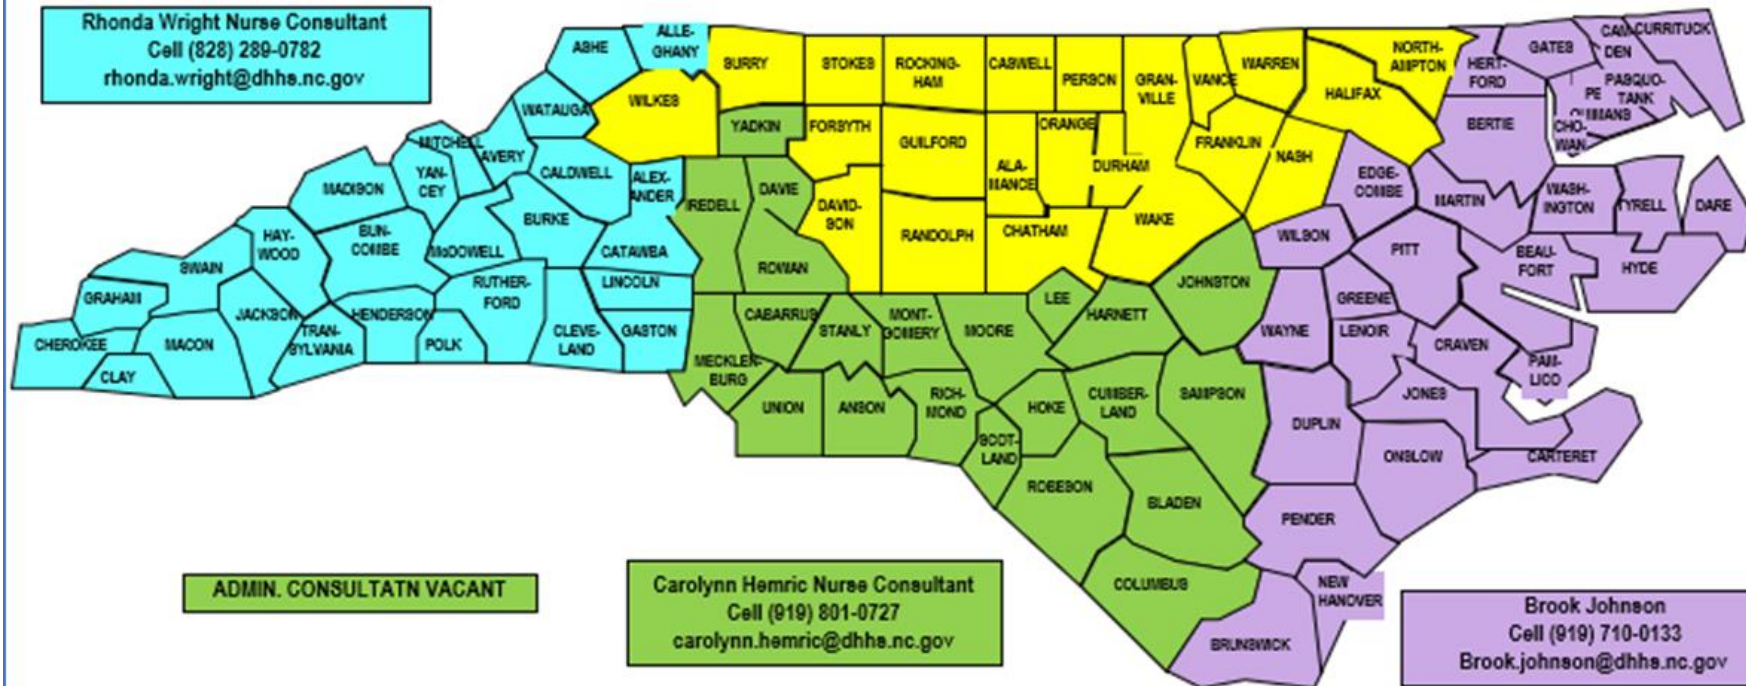 Rhonda Wright Nurse Consultant
Cell (828) 289-0782
rhonda.wright@dhhs.nc.gov
ASHE
ALLE-
GHANY
SURRY
STOKES
ROCKING-
HAM
CASWELL
PERSON
GRAN-
VILLE
VANCE
WARREN
NORTH-
AMPTON
HERT-
FORD
GATES
CAM
DEN
CURRITUCK
WATAUGA
WILKES
YADKIN
FORSYTH
GUILFORD
ALA-
MANCE
ORANGE
DURHAM
FRANKLIN
NASH
HALIFAX
BERTIE
PE
QUIMANS
PASQUO-
TANK
CHO-
WAN
MITCHELL
AVERY
MADISON
YAN-
CEY
CALDWELL
ALEX-
ANDER
IREDELL
DAVIE
DAVID-
SON
RANDOLPH
CHATHAM
WAKE
EDGE-
COMBE
MARTIN
WASH-
INGTON
TYRELL
DARE
HAY-
WOOD
BUN-
COMBE
McDOWELL
BURKE
CATAWBA
ROWAN
JOHNSTON
WILSON
PITT
BEAU-
FORT
HYDE
SWAIN
GRAHAM
JACKSON
TRAN-
SYLVANIA
HENDERSON
RUTHER-
FORD
POLK
CLEVE-
LAND
LINCOLN
GASTON
CABARRUS
STANLY
MONT-
GOMERY
MOORE
LEE
HARNETT
WAYNE
GREENE
LENOIR
CRAVEN
PAM-
LICO
CHEROKEE
CLAY
MACON
MECKLEN-
BURG
UNION
ANSON
RICH-
MOND
SCOT-
LAND
HOKE
CUMBER-
LAND
SAMPSON
DUPLIN
JONES
ONSLOW
CARTERET
ROBESON
BLADEN
PENDER
COLUMBUS
NEW
HANOVER
BRUNSWICK
ADMIN. CONSULTATN VACANT
Carolynn Hemric Nurse Consultant
Cell (919) 801-0727
carolynn.hemric@dhhs.nc.gov
Brook Johnson
Cell (919) 710-0133
Brook.johnson@dhhs.nc.gov